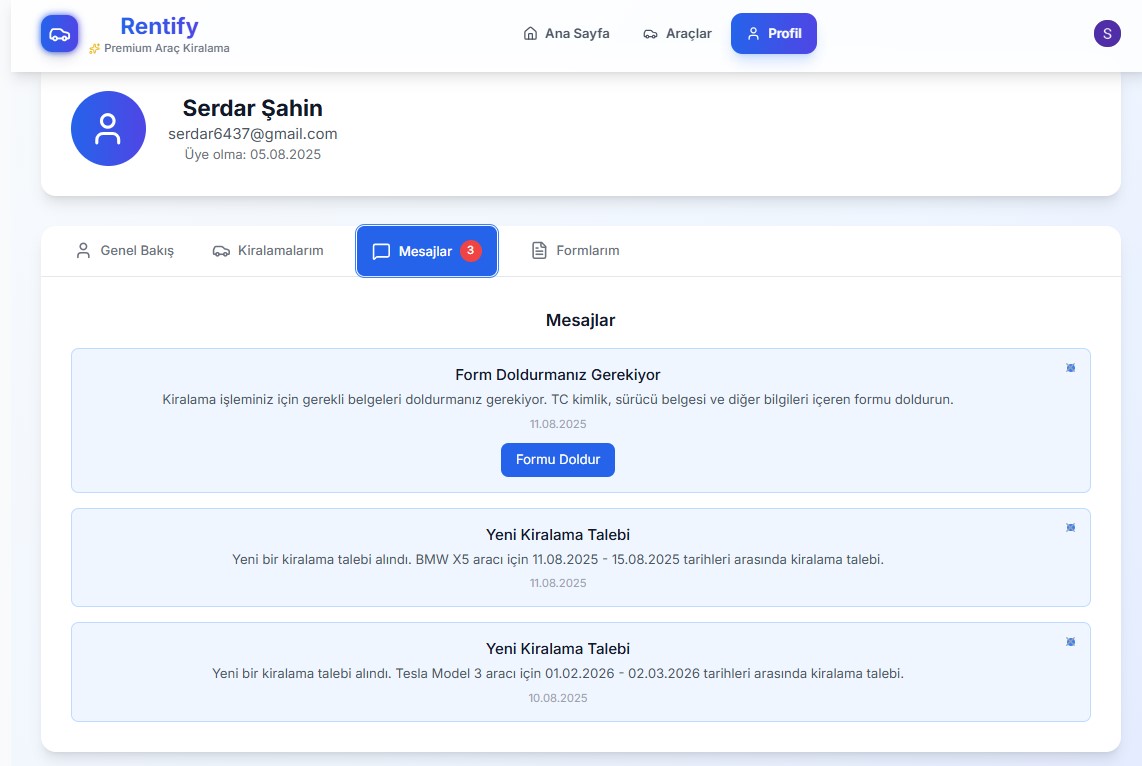 Rentify
Premium Araç Kiralama
Ana Sayfa
Araçlar
Profil
S
Serdar Şahin
serdar6437@gmail.com
Üye olma: 05.08.2025
Genel Bakış
Kiralamalarım
Mesajlar 3
Formlarım
Mesajlar
Form Doldurmanız Gerekiyor
Kiralama işleminiz için gerekli belgeleri doldurmanız gerekiyor. TC kimlik, sürücü belgesi ve diğer bilgileri içeren formu doldurun.
11.08.2025
Formu Doldur
Yeni Kiralama Talebi
Yeni bir kiralama talebi alındı. BMW X5 aracı için 11.08.2025 - 15.08.2025 tarihleri arasında kiralama talebi.
11.08.2025
Yeni Kiralama Talebi
Yeni bir kiralama talebi alındı. Tesla Model 3 aracı için 01.02.2026 - 02.03.2026 tarihleri arasında kiralama talebi.
10.08.2025